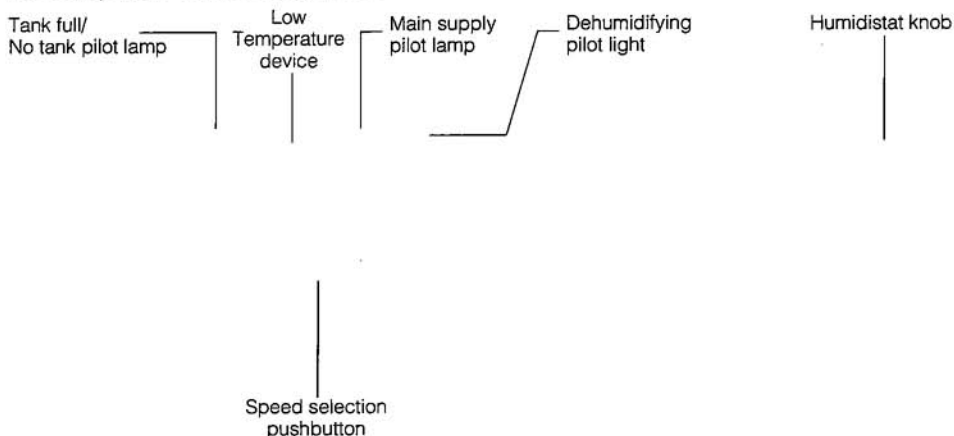 Tank full/
No tank pilot lamp
Low
Temperature
device
Main supply
pilot lamp
Dehumidifying
pilot light
Humidistat knob
Speed selection
pushbutton